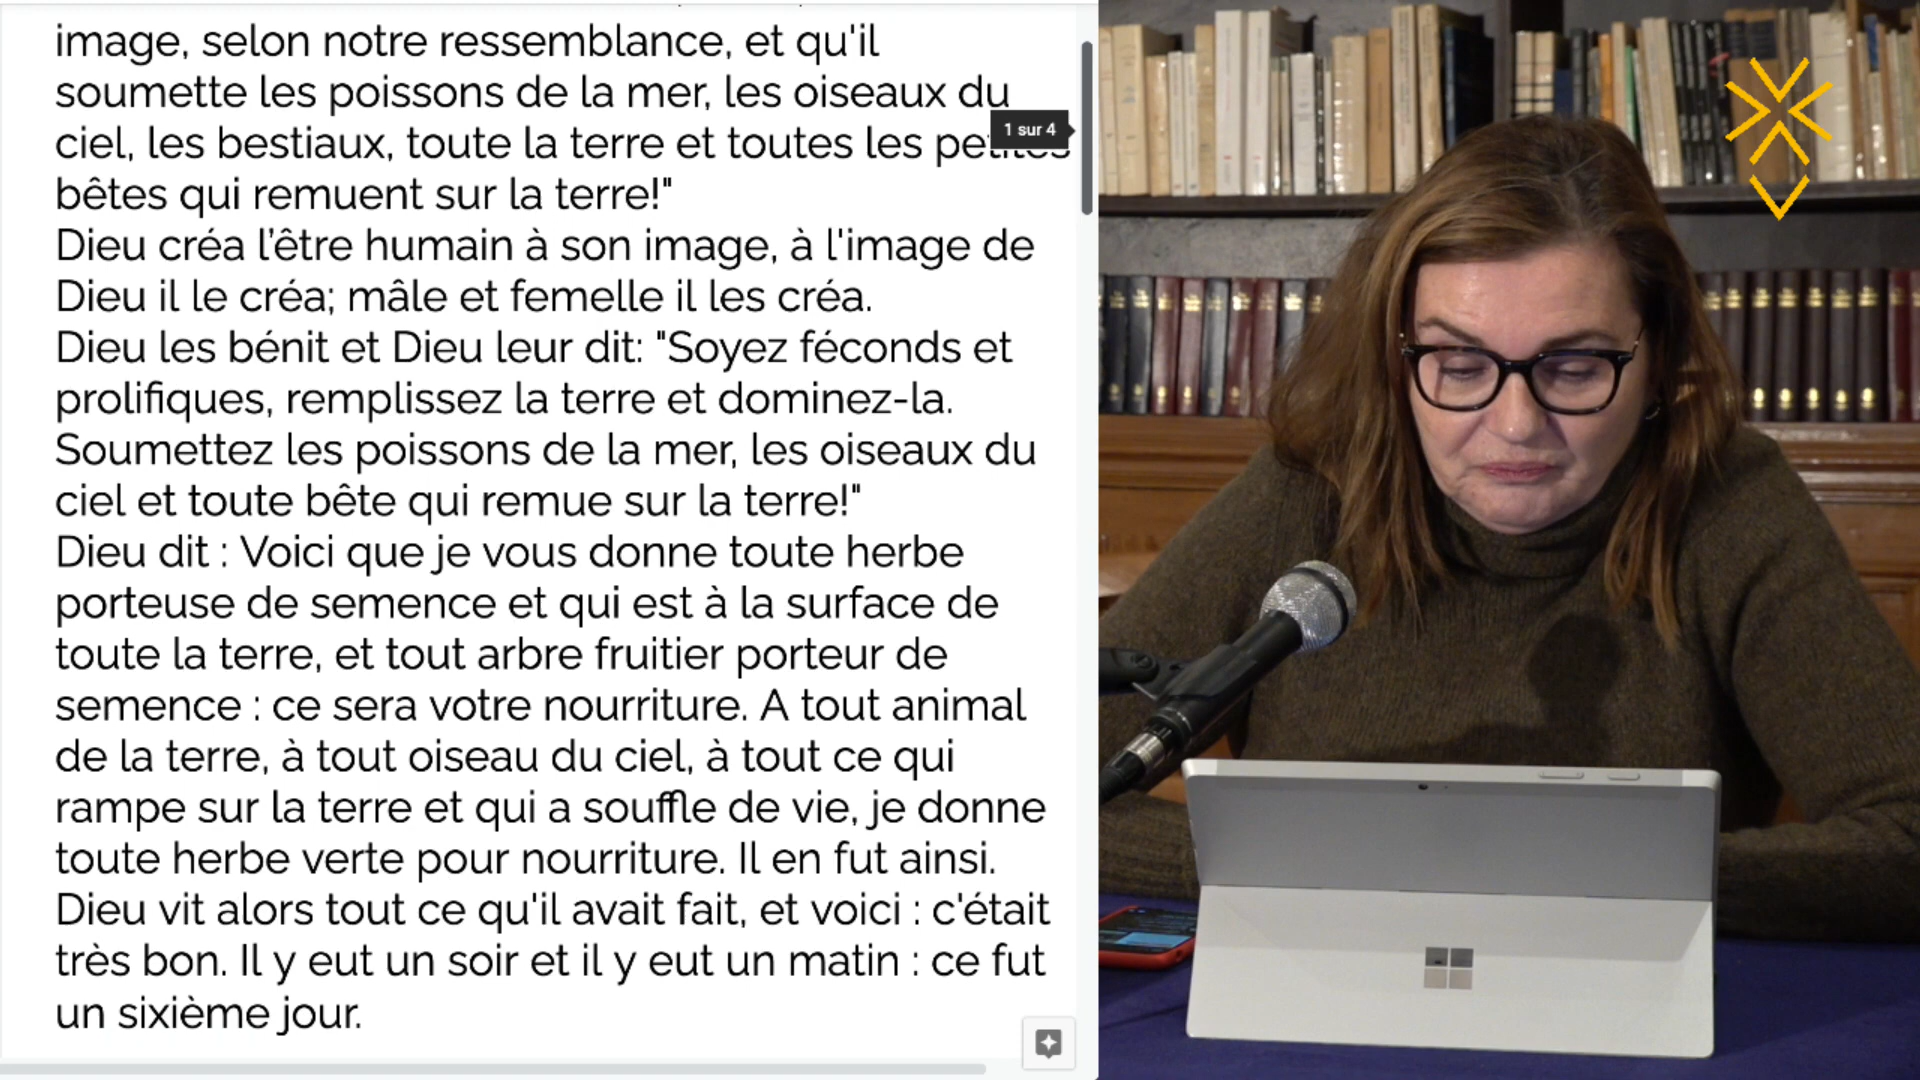 image, selon notre ressemblance, et qu'il
soumette les poissons de la mer, les oiseaux du
ciel, les bestiaux, toute la terre et toutes les petites
1 sur 4
bêtes qui remuent sur la terre!"
Dieu créa l’être humain à son image, à l'image de
Dieu il le créa; mâle et femelle il les créa.
Dieu les bénit et Dieu leur dit: "Soyez féconds et
prolifiques, remplissez la terre et dominez-la.
Soumettez les poissons de la mer, les oiseaux du
ciel et toute bête qui remue sur la terre!"
Dieu dit : Voici que je vous donne toute herbe
porteuse de semence et qui est à la surface de
toute la terre, et tout arbre fruitier porteur de
semence : ce sera votre nourriture. A tout animal
de la terre, à tout oiseau du ciel, à tout ce qui
rampe sur la terre et qui a souffle de vie, je donne
toute herbe verte pour nourriture. Il en fut ainsi.
Dieu vit alors tout ce qu'il avait fait, et voici : c'était
très bon. Il y eut un soir et il y eut un matin : ce fut
un sixième jour.